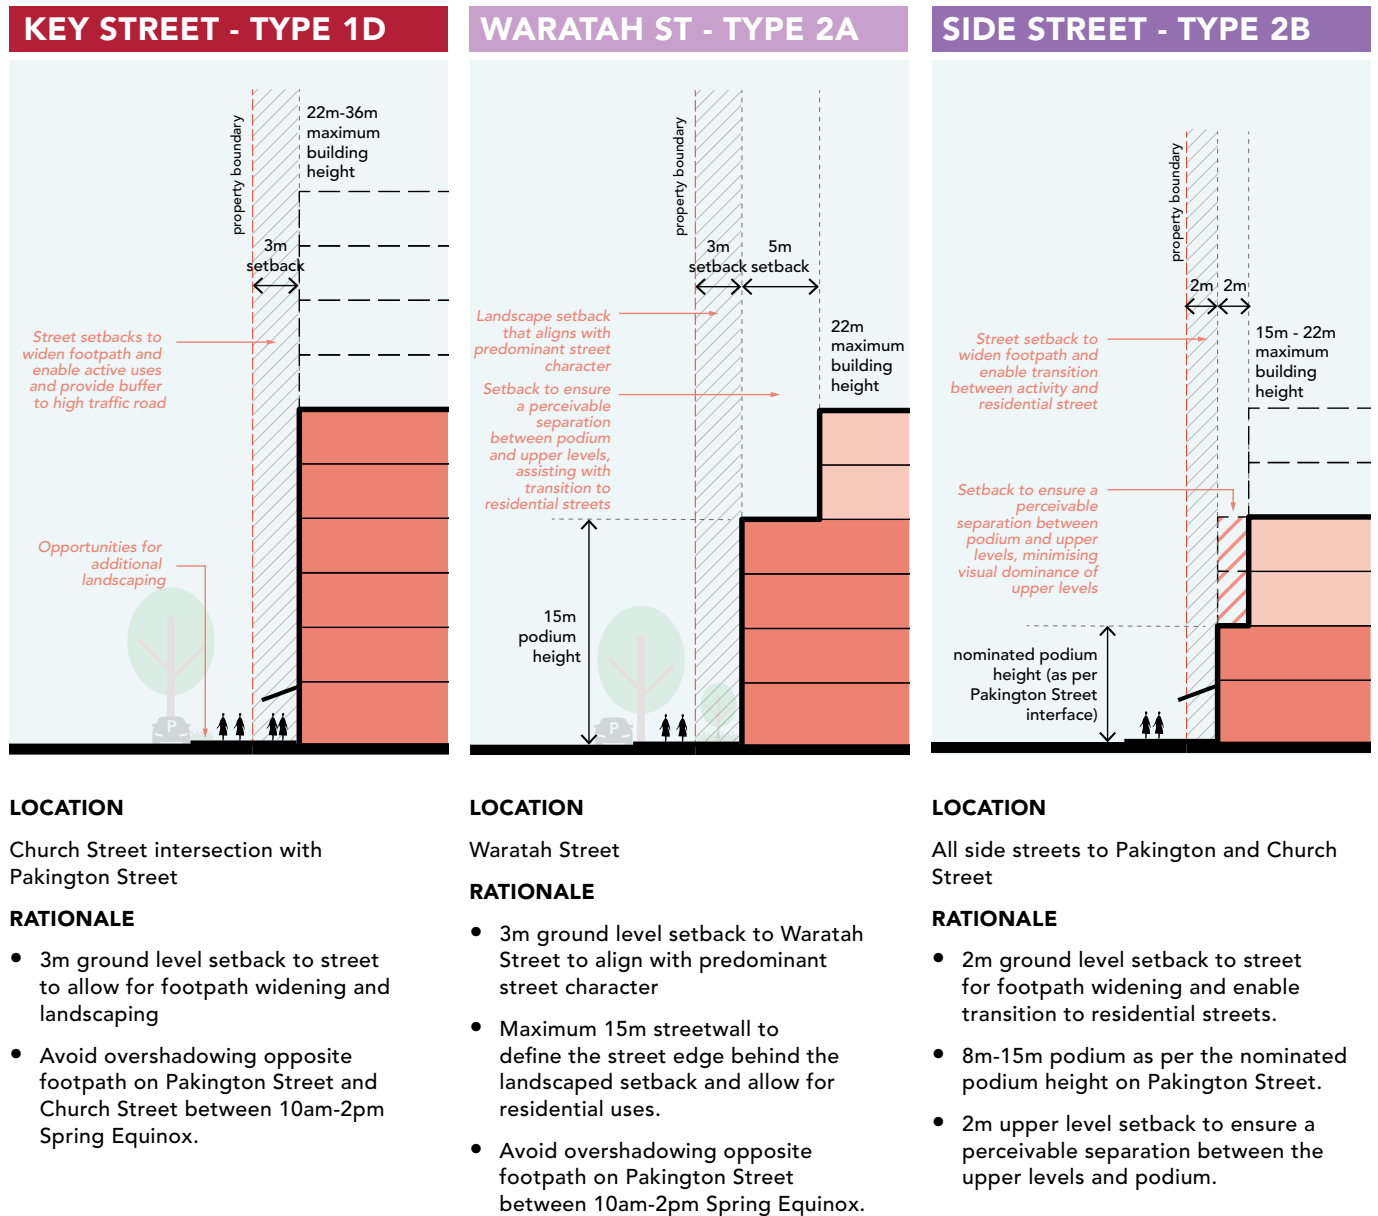 KEY STREET - TYPE 1D
property boundary
22m-36m
maximum
building
height
3m
setback
Street setbacks to
widen footpath and
enable active uses
and provide buffer
to high traffic road
Opportunities for
additional
landscaping
P
LOCATION
Church Street intersection with
Pakington Street
RATIONALE
• 3m ground level setback to street
to allow for footpath widening and
landscaping
• Avoid overshadowing opposite
footpath on Pakington Street and
Church Street between 10am-2pm
Spring Equinox.
WARATAH ST - TYPE 2A
property boundary
3m
setback
5m
setback
Landscape setback
that aligns with
predominant street
character
Setback to ensure
a perceivable
separation
between podium
and upper levels,
assisting with
transition to
residential streets
22m
maximum
building
height
15m
podium
height
P
LOCATION
Waratah Street
RATIONALE
• 3m ground level setback to Waratah
Street to align with predominant
street character
• Maximum 15m streetwall to
define the street edge behind the
landscaped setback and allow for
residential uses.
• Avoid overshadowing opposite
footpath on Pakington Street
between 10am-2pm Spring Equinox.
SIDE STREET - TYPE 2B
property boundary
2m 2m
Street setback to
widen footpath and
enable transition
between activity and
residential street
15m - 22m
maximum
building
height
Setback to ensure a
perceivable
separation between
podium and upper
levels, minimising
visual dominance of
upper levels
nominated podium
height (as per
Pakington Street
interface)
LOCATION
All side streets to Pakington and Church
Street
RATIONALE
• 2m ground level setback to street
for footpath widening and enable
transition to residential streets.
• 8m-15m podium as per the nominated
podium height on Pakington Street.
• 2m upper level setback to ensure a
perceivable separation between the
upper levels and podium.